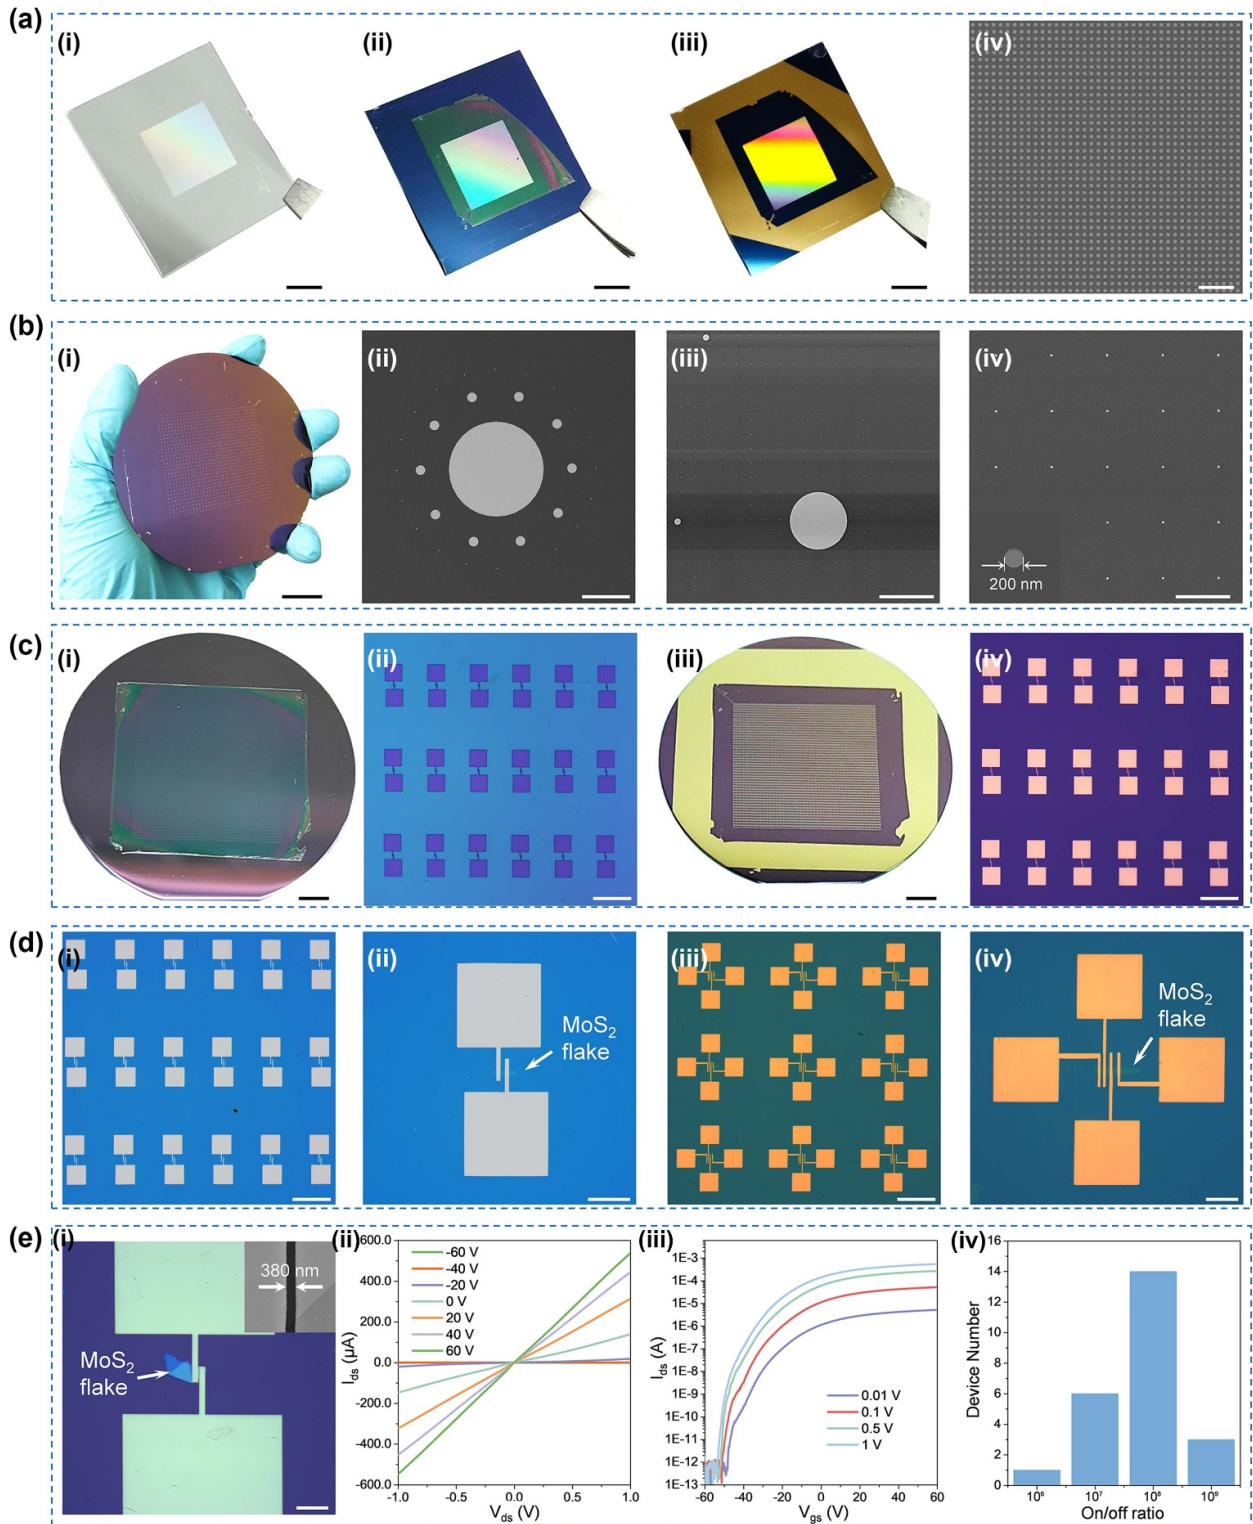 (a)
(i)
(ii)
(iii)
(iv)
(b)
(i)
(ii)
(iii)
(iv)
200 nm
(c)
(i)
(ii)
(iii)
(iv)
(d)
(i)
(ii)
MoS₂
flake
(iii)
(iv)
MoS₂
flake
(e)
(i)
380 nm
MoS₂
flake
(ii)
600.0
400.0
200.0
0.0
-200.0
-400.0
-600.0
I_ds (μA)
-60 V
-40 V
-20 V
0 V
20 V
40 V
60 V
-1.0 -0.5 0.0 0.5 1.0
V_ds (V)
(iii)
1E-3
1E-4
1E-5
1E-6
1E-7
1E-8
1E-9
1E-10
1E-11
1E-12
1E-13
I_ds (A)
0.01 V
0.1 V
0.5 V
1 V
-60 -40 -20 0 20 40 60
V_gs (V)
(iv)
16
14
12
10
8
6
4
2
0
Device Number
10⁶ 10⁷ 10⁸ 10⁹
On/off ratio